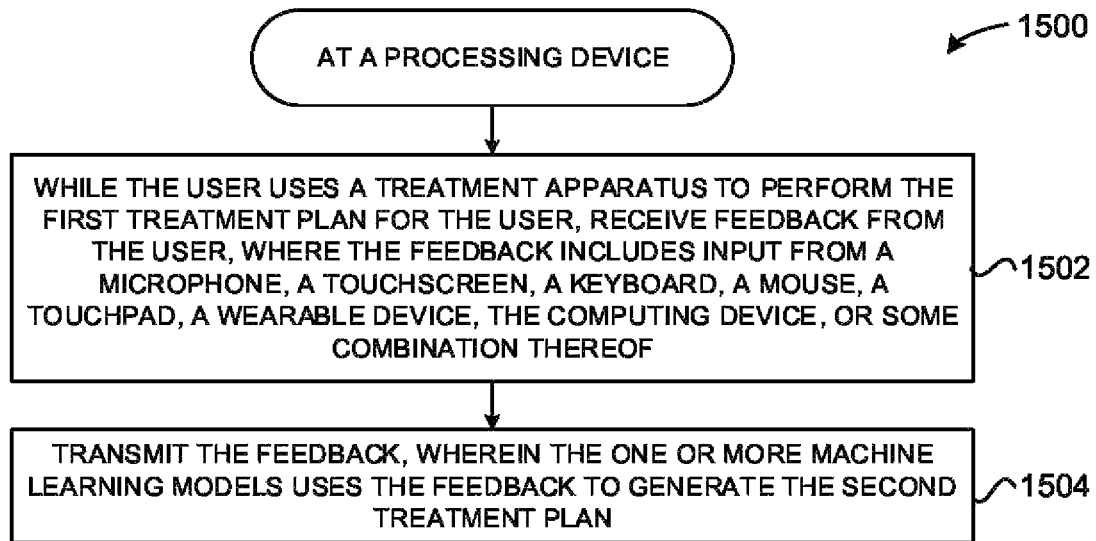 1500
AT A PROCESSING DEVICE
WHILE THE USER USES A TREATMENT APPARATUS TO PERFORM THE
FIRST TREATMENT PLAN FOR THE USER, RECEIVE FEEDBACK FROM
THE USER, WHERE THE FEEDBACK INCLUDES INPUT FROM A
MICROPHONE, A TOUCHSCREEN, A KEYBOARD, A MOUSE, A
TOUCHPAD, A WEARABLE DEVICE, THE COMPUTING DEVICE, OR SOME
COMBINATION THEREOF
1502
TRANSMIT THE FEEDBACK, WHEREIN THE ONE OR MORE MACHINE
LEARNING MODELS USES THE FEEDBACK TO GENERATE THE SECOND
TREATMENT PLAN
1504